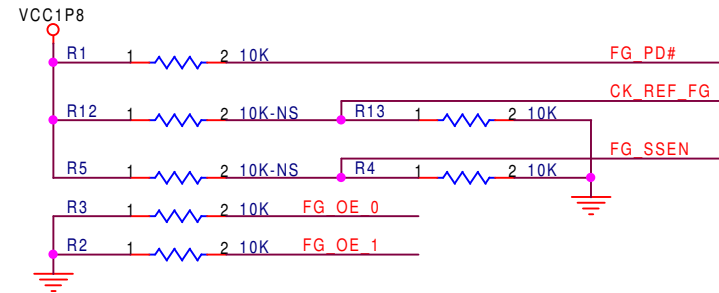 VCC1P8
R1 1 2 10K FG_PD#
CK_REF_FG
R12 1 2 10K-NS R13 1 2 10K
FG_SSEN
R5 1 2 10K-NS R4 1 2 10K
R3 1 2 10K FG_OE_0
R2 1 2 10K FG_OE_1